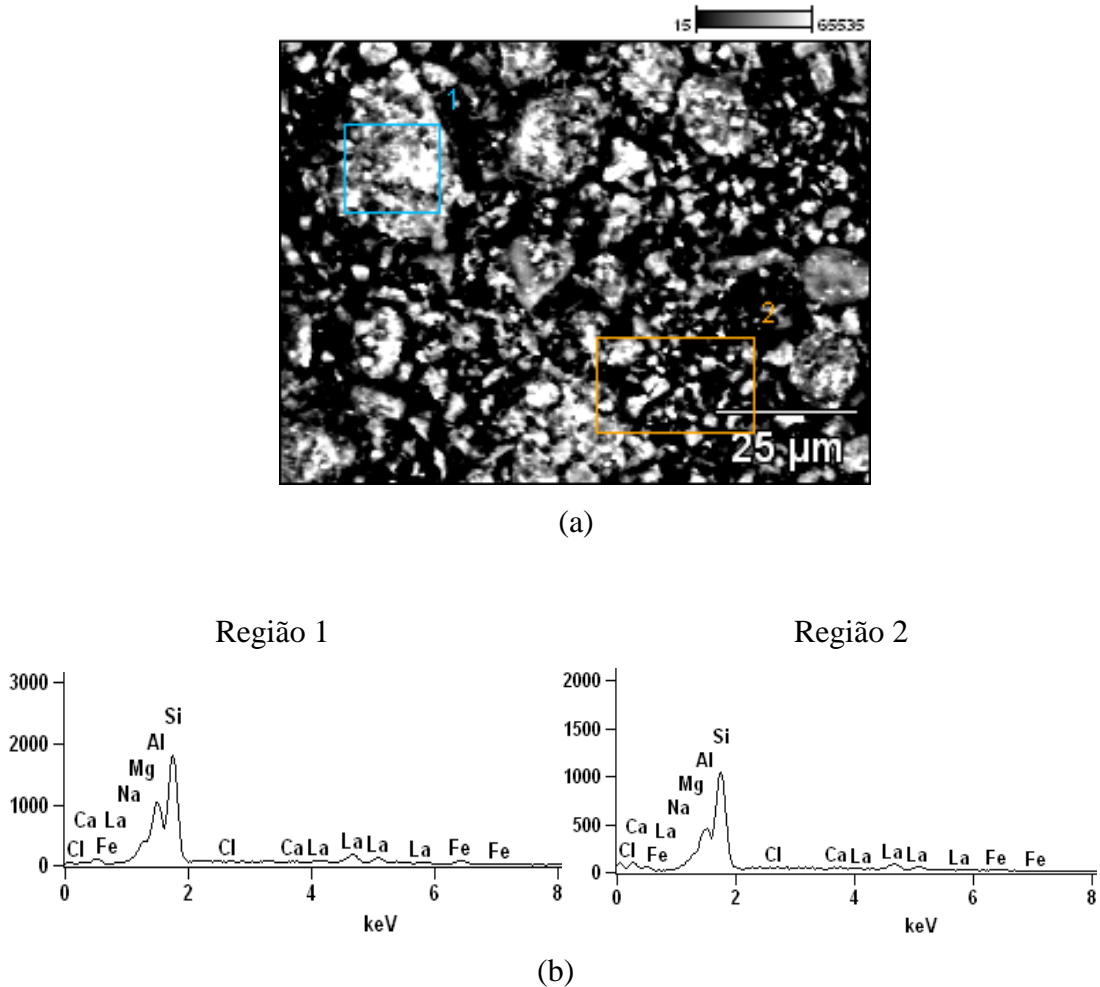 15 65535
1
2
25 µm
(a)
Região 1 Região 2
3000
2000
1000
0
Si
Al
Mg
Na
Ca La
Cl Fe Cl Ca La La La La Fe Fe
0 2 4 6 8
keV
2000
1500
1000
500
0
Si
Al
Mg
Na
Ca La
Cl Fe Cl Ca La La La La Fe Fe
0 2 4 6 8
keV
(b)